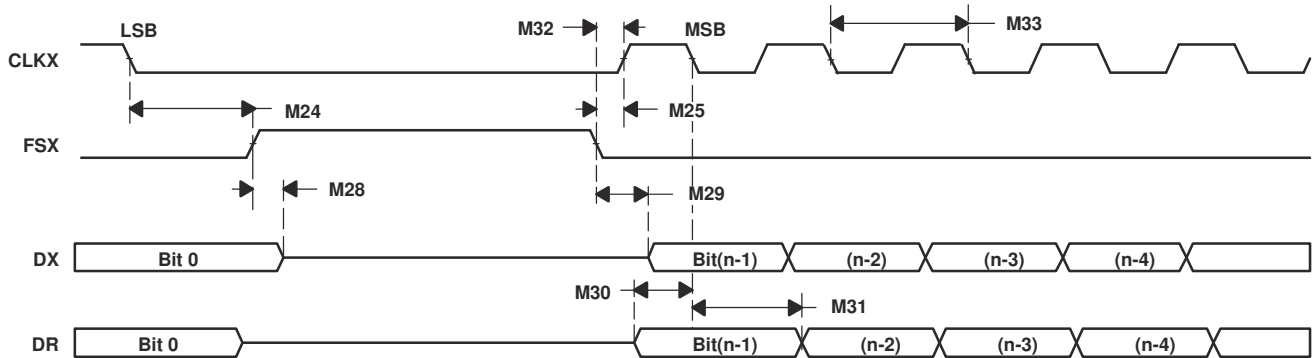 LSB M32 MSB M33
CLKX
M24 M25
FSX
M28 M29
DX Bit 0 Bit(n-1) (n-2) (n-3) (n-4)
M30 M31
DR Bit 0 Bit(n-1) (n-2) (n-3) (n-4)